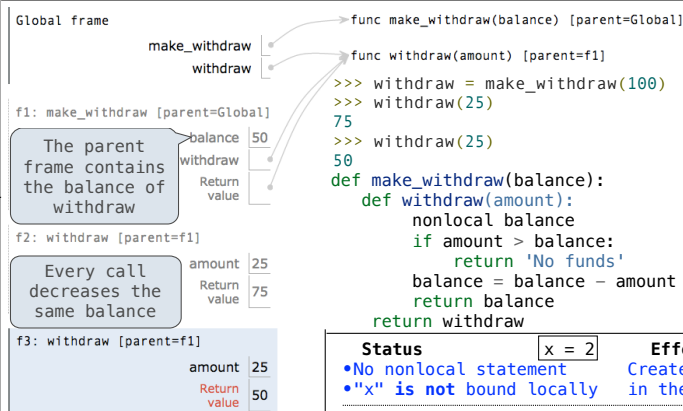 Global frame
make_withdraw
withdraw
func make_withdraw(balance) [parent=Global]
func withdraw(amount) [parent=f1]
>>> withdraw = make_withdraw(100)
>>> withdraw(25)
75
>>> withdraw(25)
50
def make_withdraw(balance):
def withdraw(amount):
nonlocal balance
if amount > balance:
return 'No funds'
balance = balance - amount
return balance
return withdraw
f1: make_withdraw [parent=Global]
balance 50
withdraw
Return
value
The parent
frame contains
the balance of
withdraw
f2: withdraw [parent=f1]
amount 25
Return
value 75
Every call
decreases the
same balance
f3: withdraw [parent=f1]
amount 25
Return
value 50
Status x = 2 Effe
•No nonlocal statement Create
•"x" is not bound locally in the